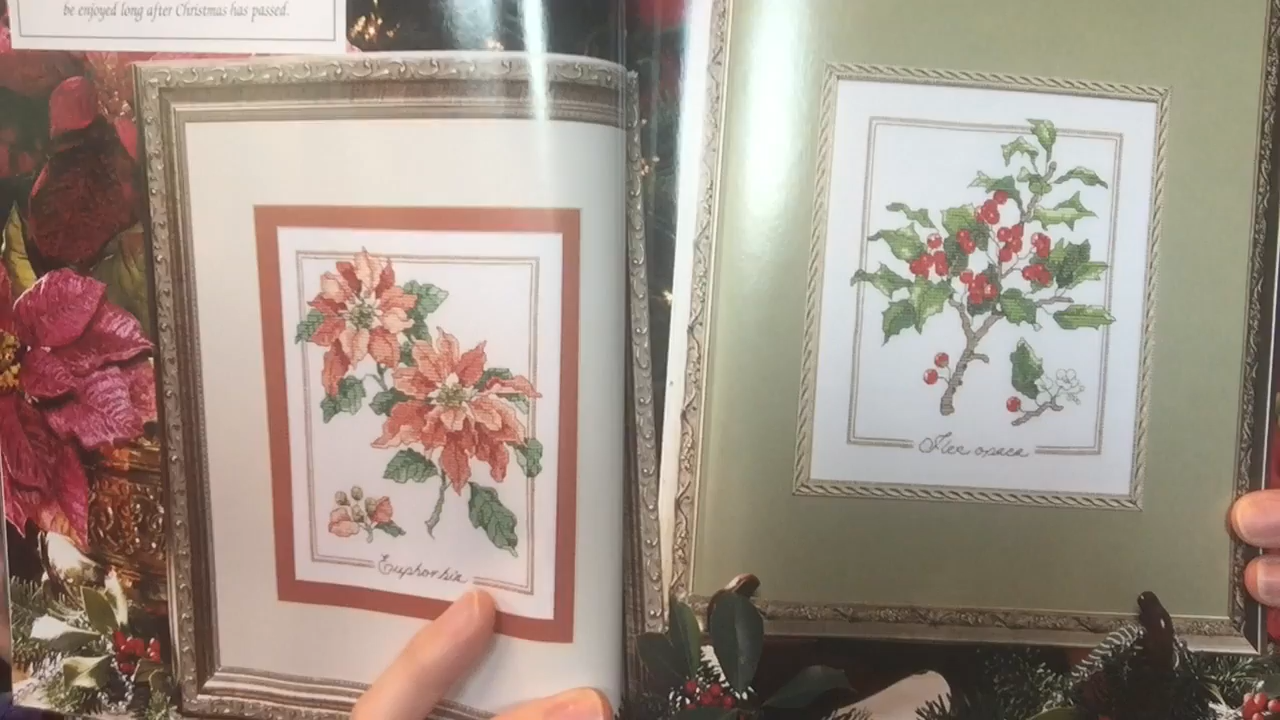 be enjoyed long after Christmas has passed.
Euphorbia
Ilex opaca